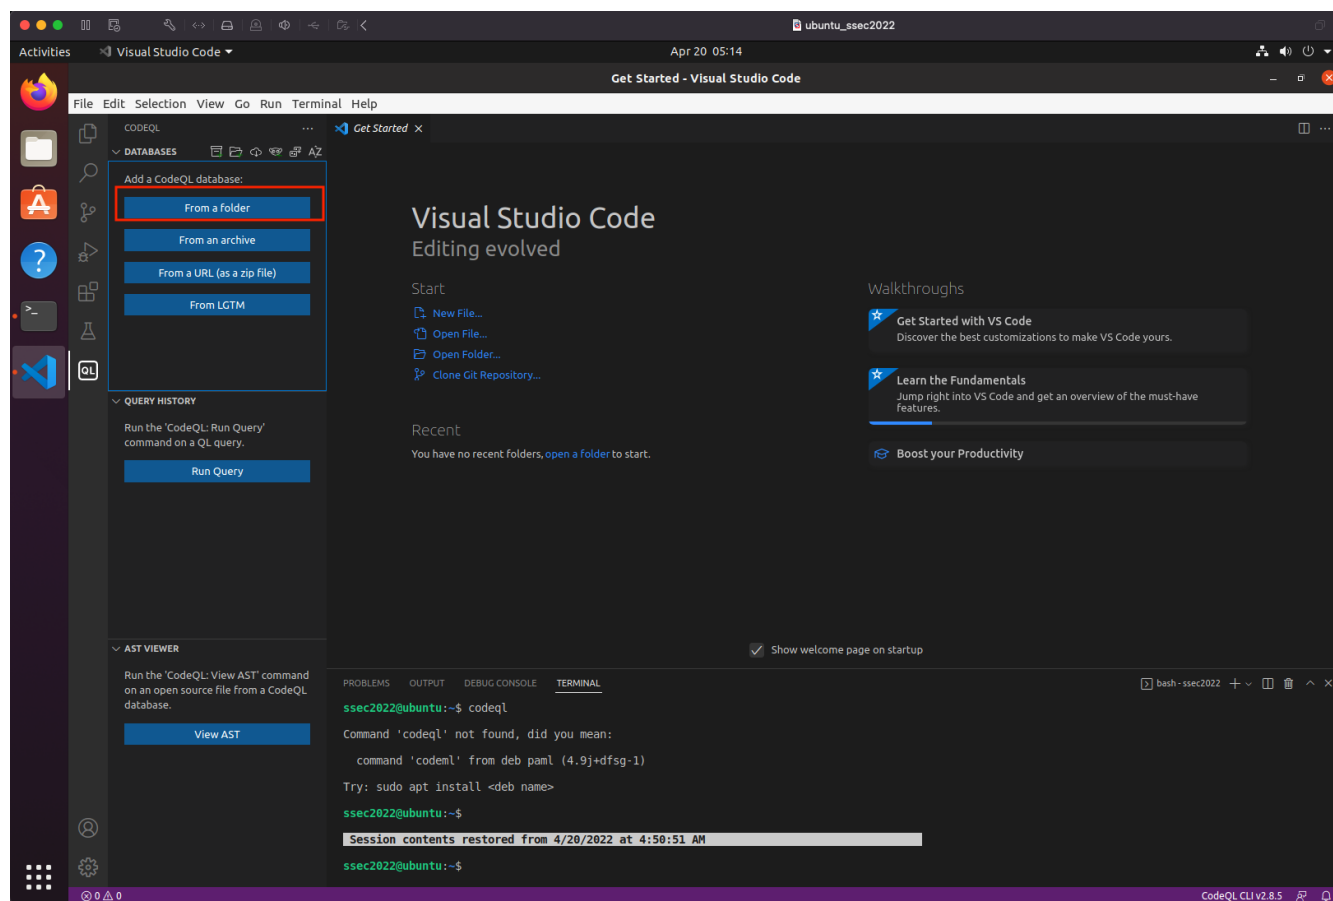 ubuntu_ssec2022
Activities
Visual Studio Code
Apr 20 05:14
Get Started - Visual Studio Code
File Edit Selection View Go Run Terminal Help
CODEQL
Get Started
DATABASES
Add a CodeQL database:
From a folder
From an archive
From a URL (as a zip file)
From LGTM
QL
QUERY HISTORY
Run the 'CodeQL: Run Query'
command on a QL query.
Run Query
AST VIEWER
Run the 'CodeQL: View AST' command
on an open source file from a CodeQL
database.
View AST
Visual Studio Code
Editing evolved
Start
New File...
Open File...
Open Folder...
Clone Git Repository...
Recent
You have no recent folders, open a folder to start.
Walkthroughs
Get Started with VS Code
Discover the best customizations to make VS Code yours.
Learn the Fundamentals
Jump right into VS Code and get an overview of the must-have
features.
Boost your Productivity
Show welcome page on startup
PROBLEMS OUTPUT DEBUG CONSOLE TERMINAL
bash - ssec2022
ssec2022@ubuntu:~$ codeql
Command 'codeql' not found, did you mean:
command 'codeml' from deb paml (4.9j+dfsg-1)
Try: sudo apt install <deb name>
ssec2022@ubuntu:~$
Session contents restored from 4/20/2022 at 4:50:51 AM
ssec2022@ubuntu:~$
0 0
CodeQL CLI v2.8.5